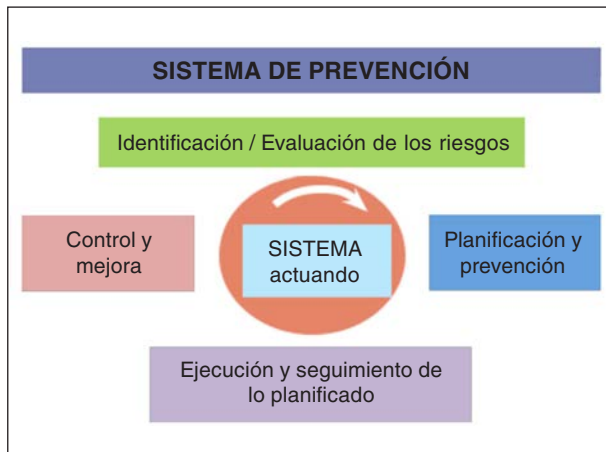 SISTEMA DE PREVENCIÓN
Identificación / Evaluación de los riesgos
Control y
mejora
SISTEMA
actuando
Planificación y
prevención
Ejecución y seguimiento de
lo planificado